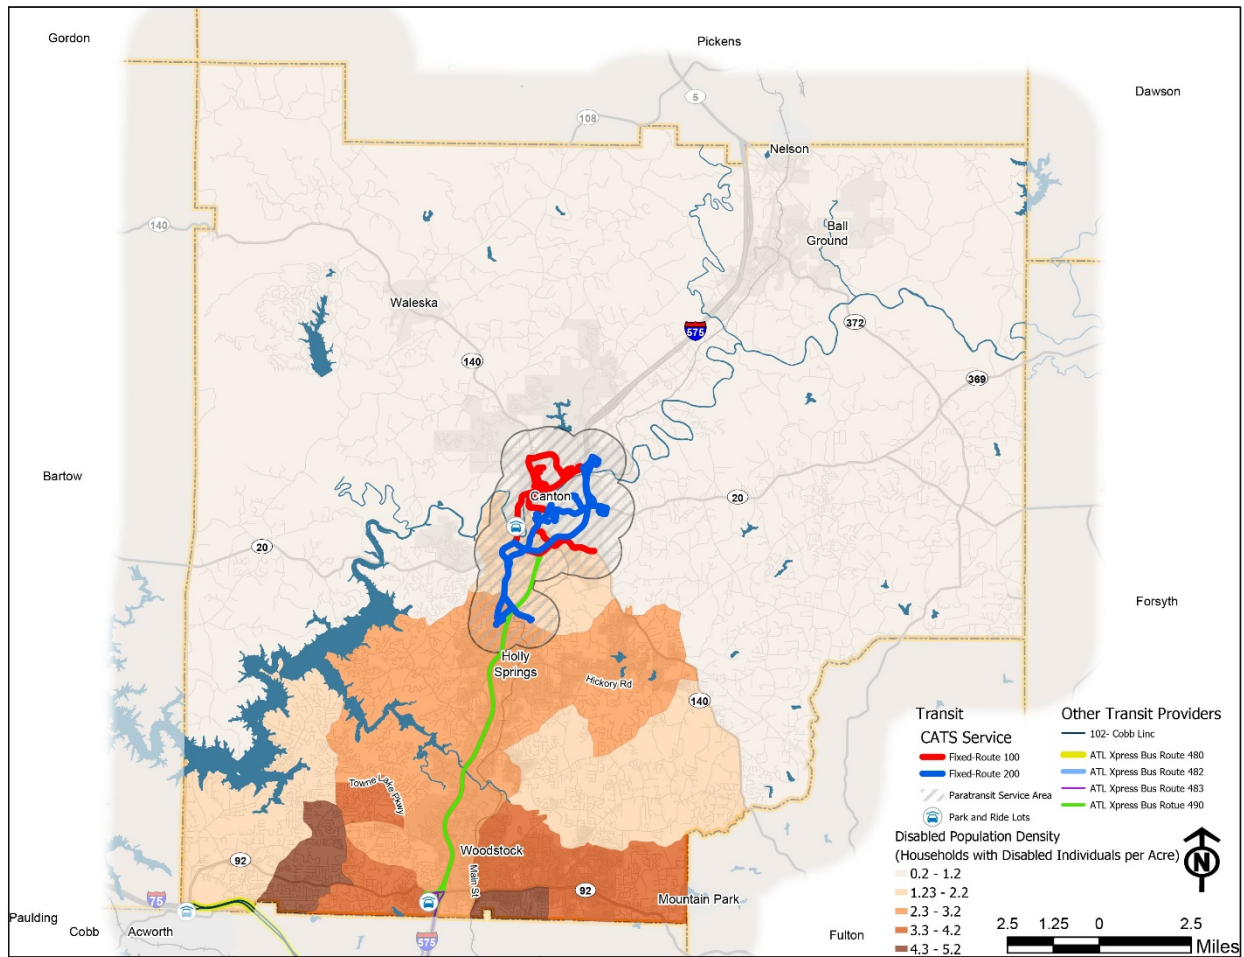 Gordon
Pickens
Dawson
5
108
Nelson
140
Ball
Ground
Waleska
575
372
140
369
Bartow
Canton
20
20
Forsyth
Holly
Springs
Hickory Rd
140
Towne Lake Pkwy
Woodstock
92
Main St
92
Mountain Park
75
Paulding
Cobb
Acworth
575
Fulton
Transit
CATS Service
Fixed-Route 100
Fixed-Route 200
Paratransit Service Area
Park and Ride Lots
Other Transit Providers
102- Cobb Linc
ATL Xpress Bus Route 480
ATL Xpress Bus Route 482
ATL Xpress Bus Route 483
ATL Xpress Bus Rotue 490
Disabled Population Density
(Households with Disabled Individuals per Acre)
0.2 - 1.2
1.23 - 2.2
2.3 - 3.2
3.3 - 4.2
4.3 - 5.2
N
2.5 1.25 0 2.5
Miles